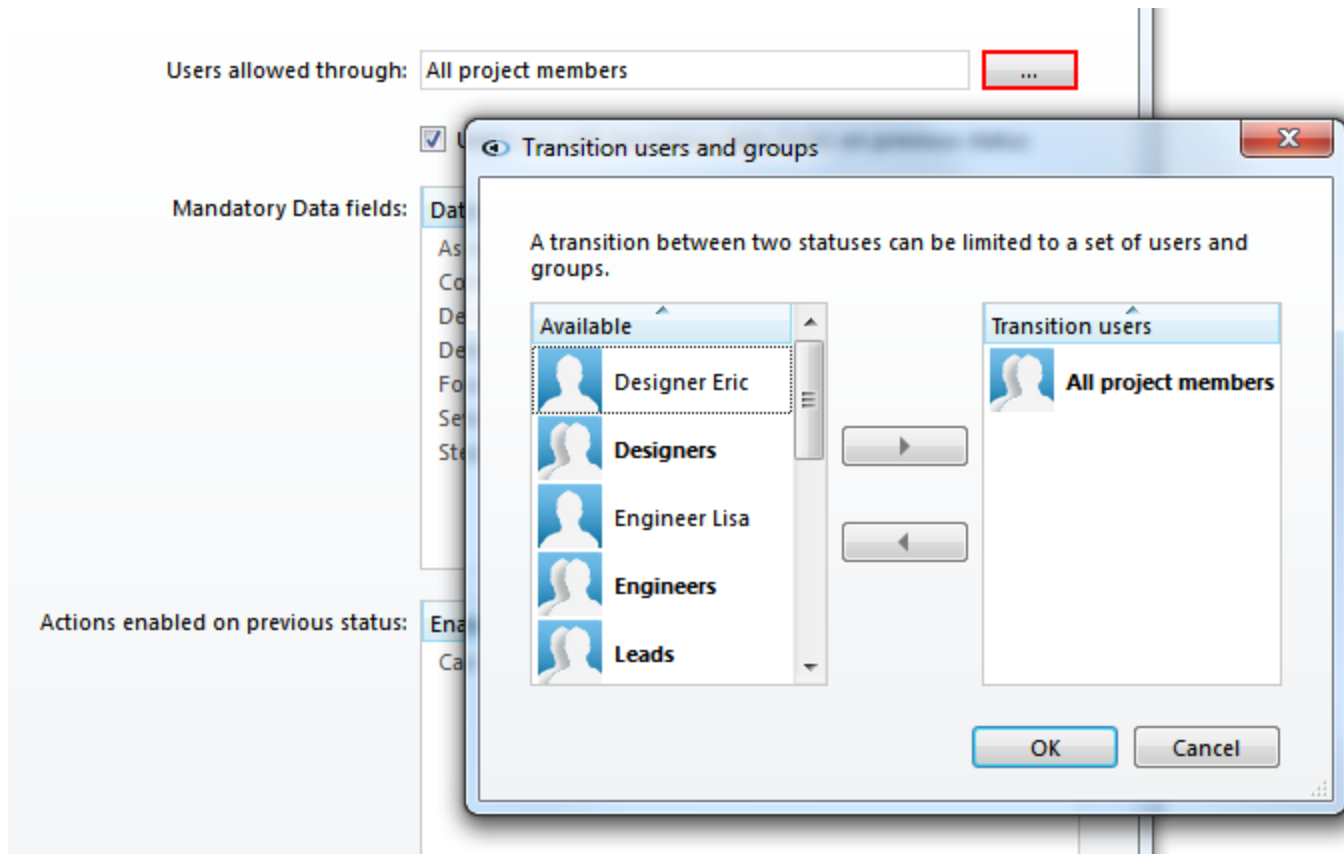 Users allowed through:
All project members
...
Transition users and groups
Mandatory Data fields:
A transition between two statuses can be limited to a set of users and
groups.
Available
Transition users
Designer Eric
All project members
Designers
Engineer Lisa
Engineers
Leads
Actions enabled on previous status:
OK
Cancel